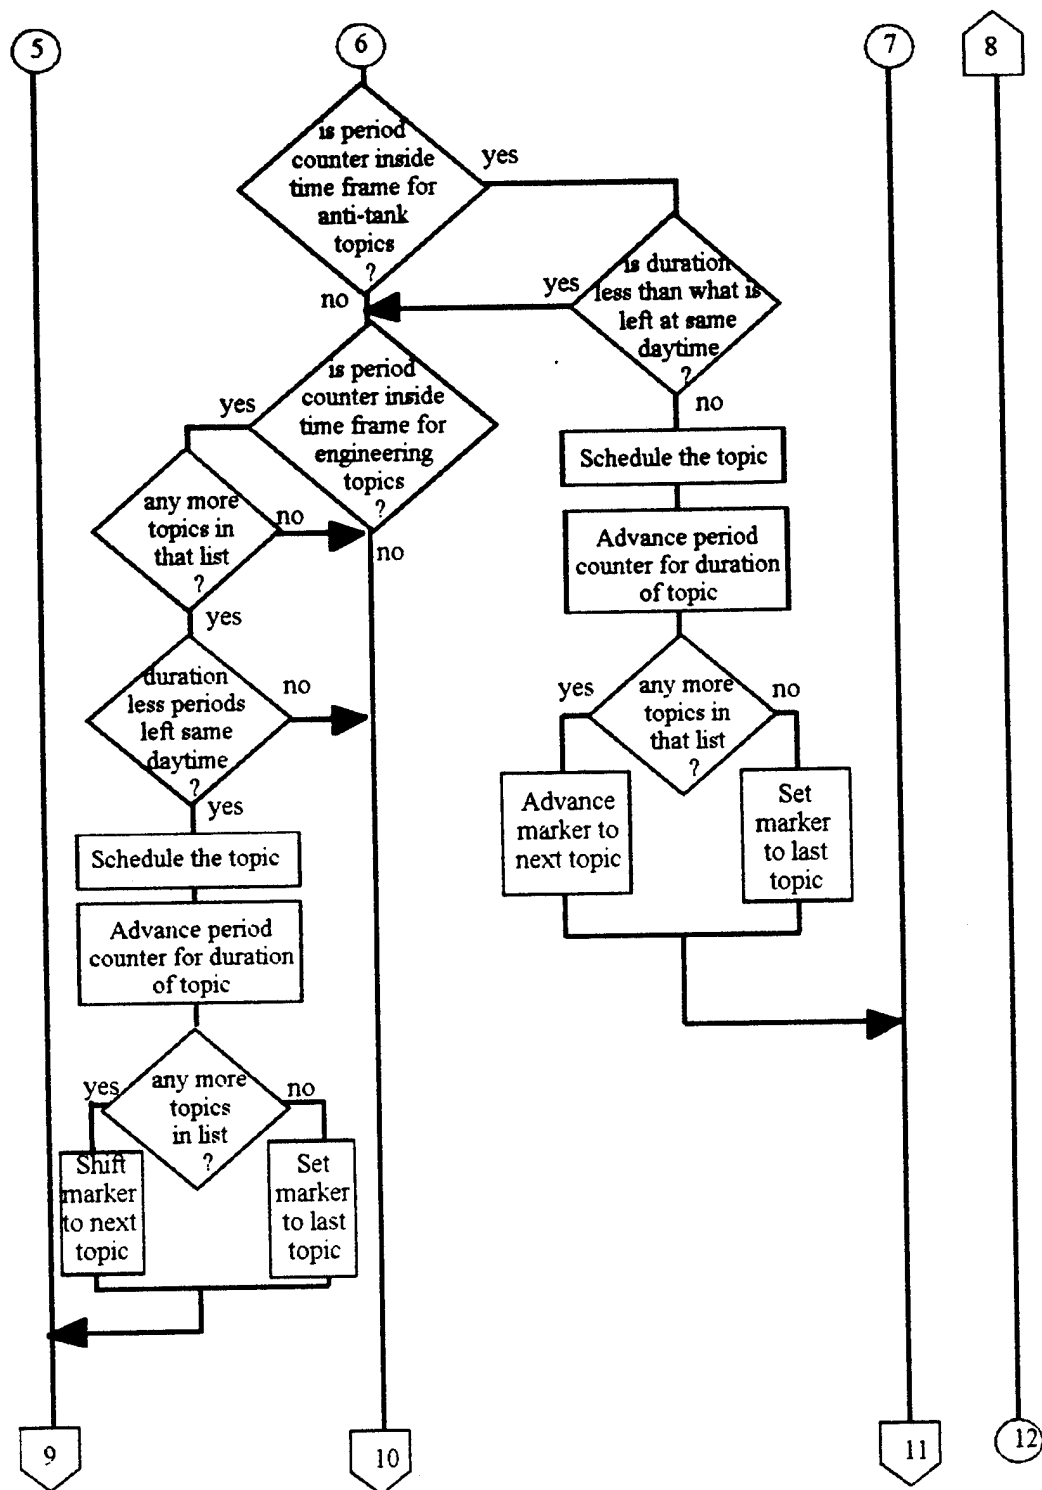 5
6
7
8
is period
counter inside
time frame for
anti-tank
topics
?
yes
no
is duration
less than what is
left at same
daytime
?
yes
no
is period
counter inside
time frame for
engineering
topics
?
yes
no
Schedule the topic
any more
topics in
that list
?
no
yes
Advance period
counter for duration
of topic
duration
less periods
left same
daytime
?
no
yes
any more
topics in
that list
?
yes
no
Advance
marker to
next topic
Set
marker
to last
topic
Schedule the topic
Advance period
counter for duration
of topic
any more
topics
in list
?
yes
no
Shift
marker
to next
topic
Set
marker
to last
topic
9
10
11
12